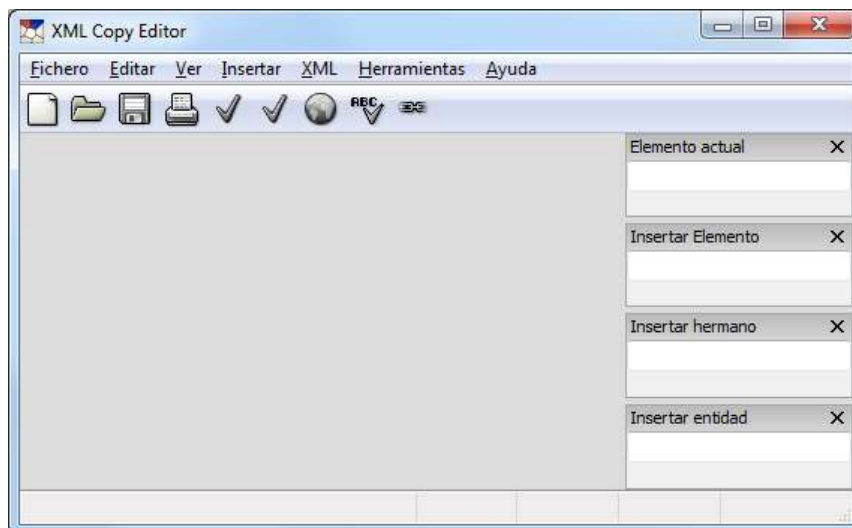 XML Copy Editor
Fichero Editar Ver Insertar XML Herramientas Ayuda
ABC
Elemento actual
Insertar Elemento
Insertar hermano
Insertar entidad